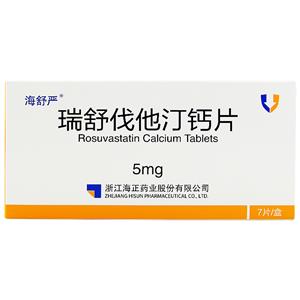 海舒严®
瑞舒伐他汀钙片
Rosuvastatin Calcium Tablets
5mg
浙江海正药业股份有限公司
ZHEJIANG HISUN PHARMACEUTICAL CO., LTD.
7片/盒